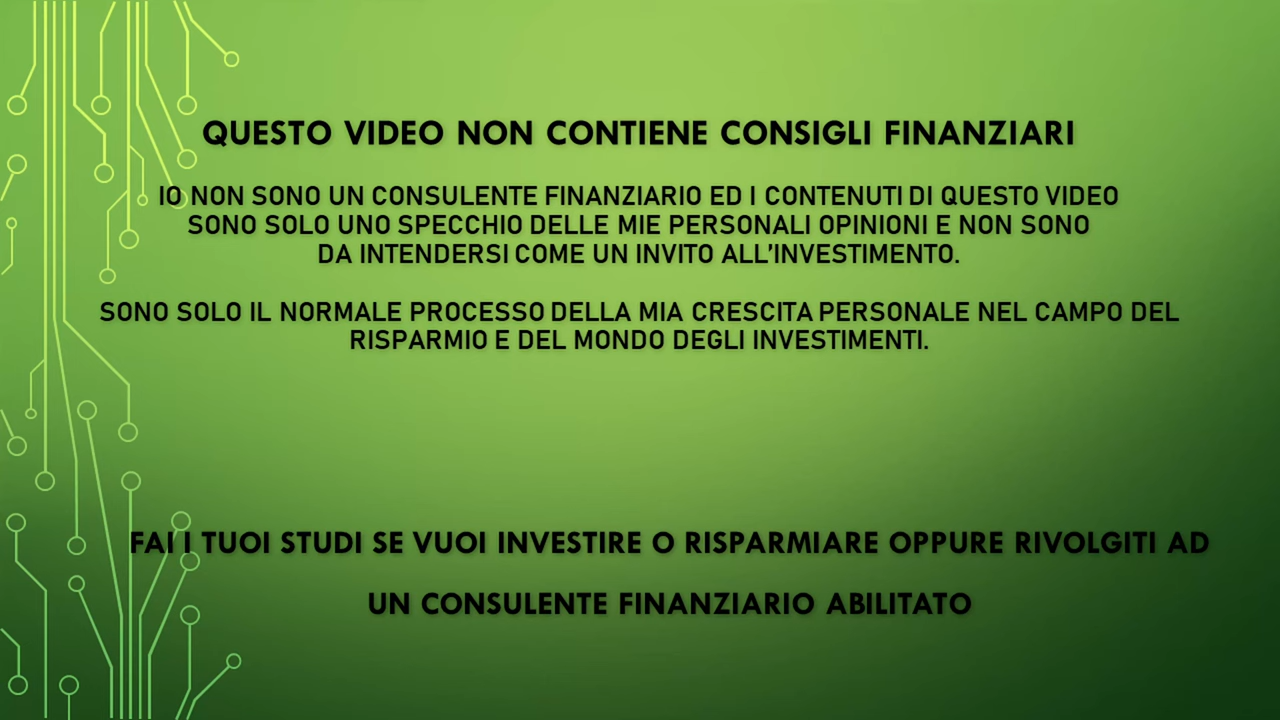 QUESTO VIDEO NON CONTIENE CONSIGLI FINANZIARI
IO NON SONO UN CONSULENTE FINANZIARIO ED I CONTENUTI DI QUESTO VIDEO
SONO SOLO UNO SPECCHIO DELLE MIE PERSONALI OPINIONI E NON SONO
DA INTENDERSI COME UN INVITO ALL'INVESTIMENTO.
SONO SOLO IL NORMALE PROCESSO DELLA MIA CRESCITA PERSONALE NEL CAMPO DEL
RISPARMIO E DEL MONDO DEGLI INVESTIMENTI.
FAI I TUOI STUDI SE VUOI INVESTIRE O RISPARMIARE OPPURE RIVOLGITI AD
UN CONSULENTE FINANZIARIO ABILITATO